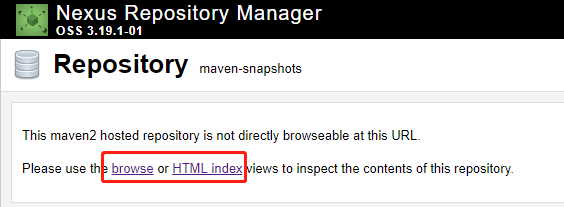 Nexus Repository Manager
OSS 3.19.1-01
Repository maven-snapshots
This maven2 hosted repository is not directly browseable at this URL.
Please use the browse or HTML index views to inspect the contents of this repository.